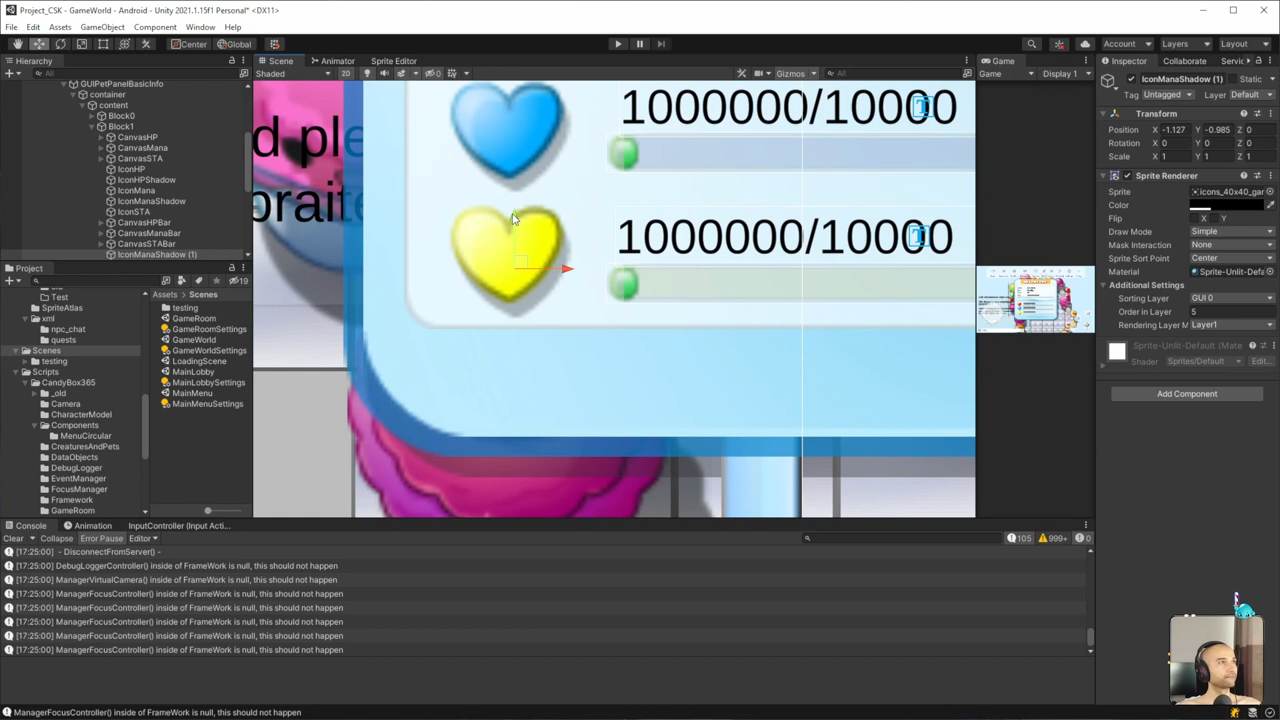 Project_CSK - GameWorld - Android - Unity 2021.1.15f1 Personal* <DX11>
File Edit Assets GameObject Component Window Help
Center Global Account Layers Layout
Hierarchy Scene Animator Sprite Editor Game Inspector Debugger Servic
All Shaded 2D Gizmos All Game Display 1
GUIPetPanelBasicInfo
container
content
Block0
Block1
CanvasHP
CanvasMana
CanvasSTA
IconHP
IconHPShadow
IconMana
IconManaShadow
IconSTA
CanvasHPBar
CanvasManaBar
CanvasSTABar
IconManaShadow (1)
d ple
braite
1000000/10000
1000000/10000
IconManaShadow (1) Static
Tag Untagged Layer Default
Transform
Position X -1.127 Y -0.985 Z 0
Rotation X 0 Y 0 Z 0
Scale X 1 Y 1 Z 1
Sprite Renderer
Sprite icons_40x40_gar
Color
Flip X Y
Draw Mode Simple
Mask Interaction None
Sprite Sort Point Center
Material Sprite-Unlit-Defa
Additional Settings
Sorting Layer GUI 0
Order in Layer 5
Rendering Layer M Layer1
Sprite-Unlit-Default (Mate
Shader Sprites/Default Edit...
Add Component
Project
19
Test
SpriteAtlas
xml
npc_chat
quests
Scenes
testing
Scripts
CandyBox365
_old
Camera
CharacterModel
Components
MenuCircular
CreaturesAndPets
DataObjects
DebugLogger
EventManager
FocusManager
Framework
GameRoom
Assets > Scenes
testing
GameRoom
GameRoomSettings
GameWorld
GameWorldSettings
LoadingScene
MainLobby
MainLobbySettings
MainMenu
MainMenuSettings
Console Animation InputController (Input Acti...
Clear Collapse Error Pause Editor 105 999+ 0
[17:25:00] - DisconnectFromServer() -
[17:25:00] DebugLoggerController() inside of FrameWork is null, this should not happen
[17:25:00] ManagerVirtualCamera() inside of FrameWork is null, this should not happen
[17:25:00] ManagerFocusController() inside of FrameWork is null, this should not happen
[17:25:00] ManagerFocusController() inside of FrameWork is null, this should not happen
[17:25:00] ManagerFocusController() inside of FrameWork is null, this should not happen
[17:25:00] ManagerFocusController() inside of FrameWork is null, this should not happen
[17:25:00] ManagerFocusController() inside of FrameWork is null, this should not happen
ManagerFocusController() inside of FrameWork is null, this should not happen